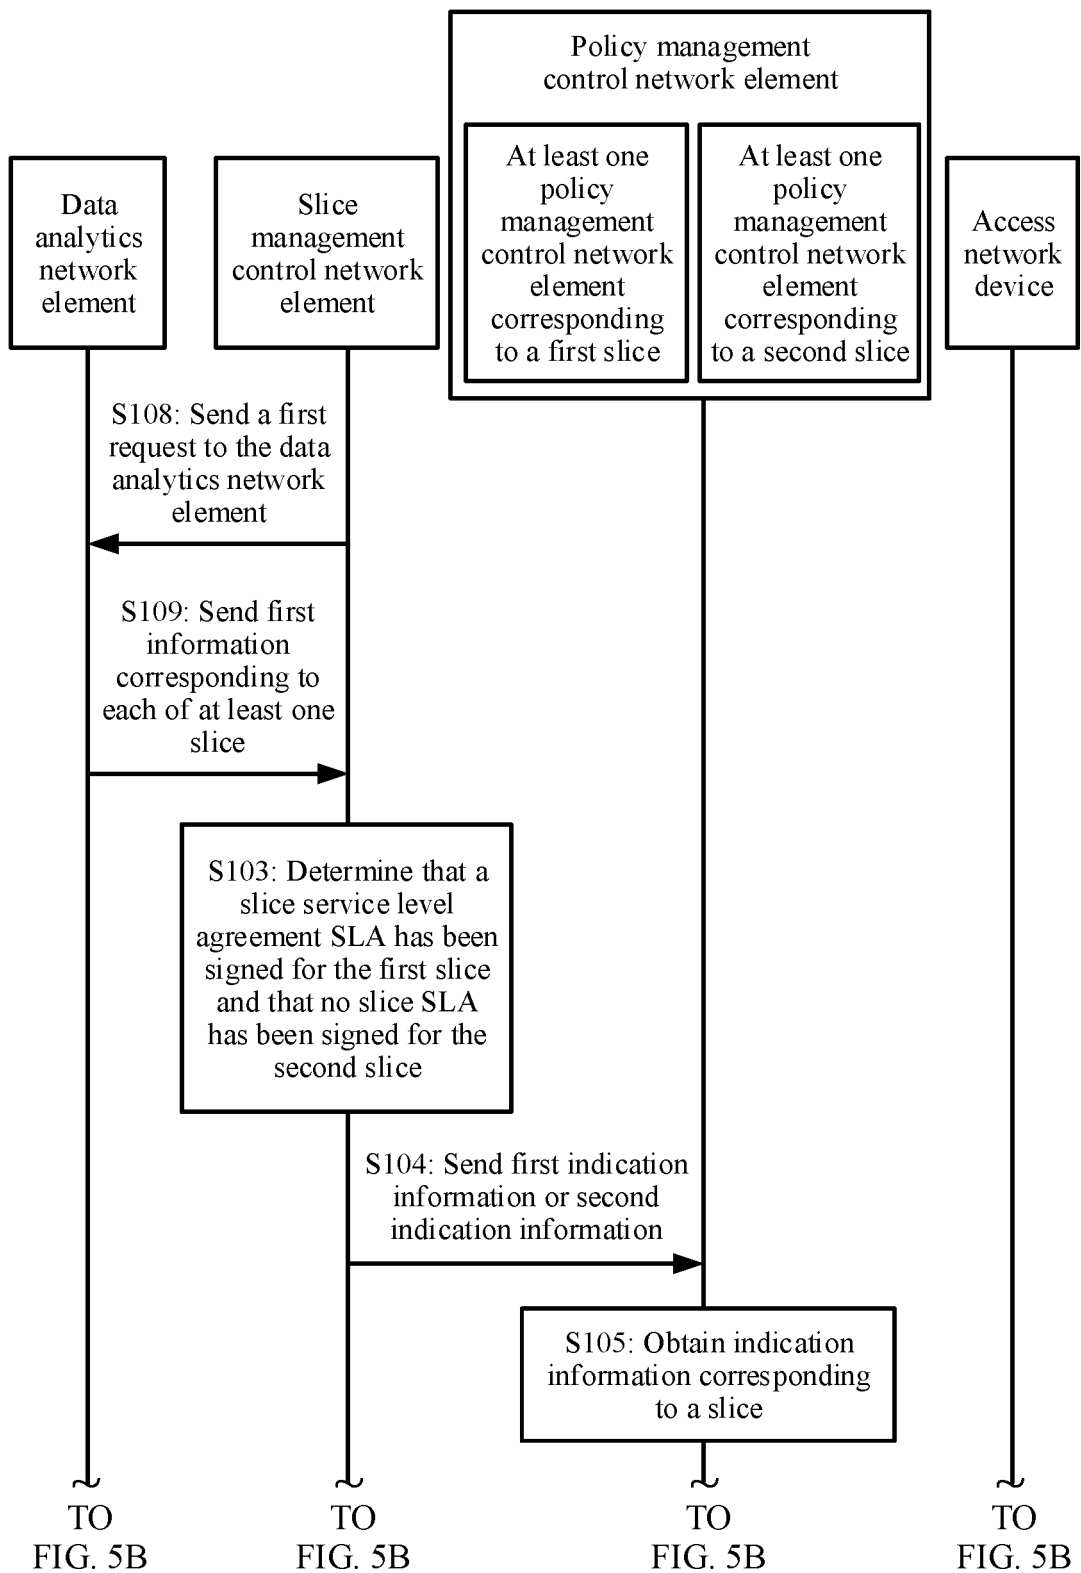 Policy management
control network element
Data
analytics
network
element
Slice
management
control network
element
At least one
policy
management
control network
element
corresponding
to a first slice
At least one
policy
management
control network
element
corresponding
to a second slice
Access
network
device
S108: Send a first
request to the data
analytics network
element
S109: Send first
information
corresponding to
each of at least one
slice
S103: Determine that a
slice service level
agreement SLA has been
signed for the first slice
and that no slice SLA
has been signed for the
second slice
S104: Send first indication
information or second
indication information
S105: Obtain indication
information corresponding
to a slice
TO
FIG. 5B
TO
FIG. 5B
TO
FIG. 5B
TO
FIG. 5B